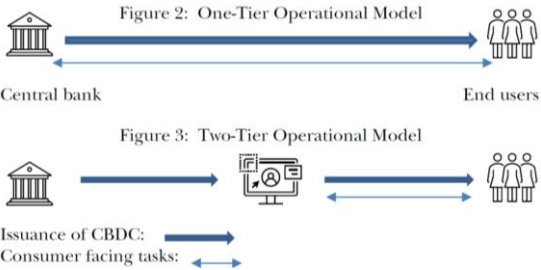 Figure 2: One-Tier Operational Model
Central bank End users
Figure 3: Two-Tier Operational Model
Issuance of CBDC:
Consumer facing tasks: